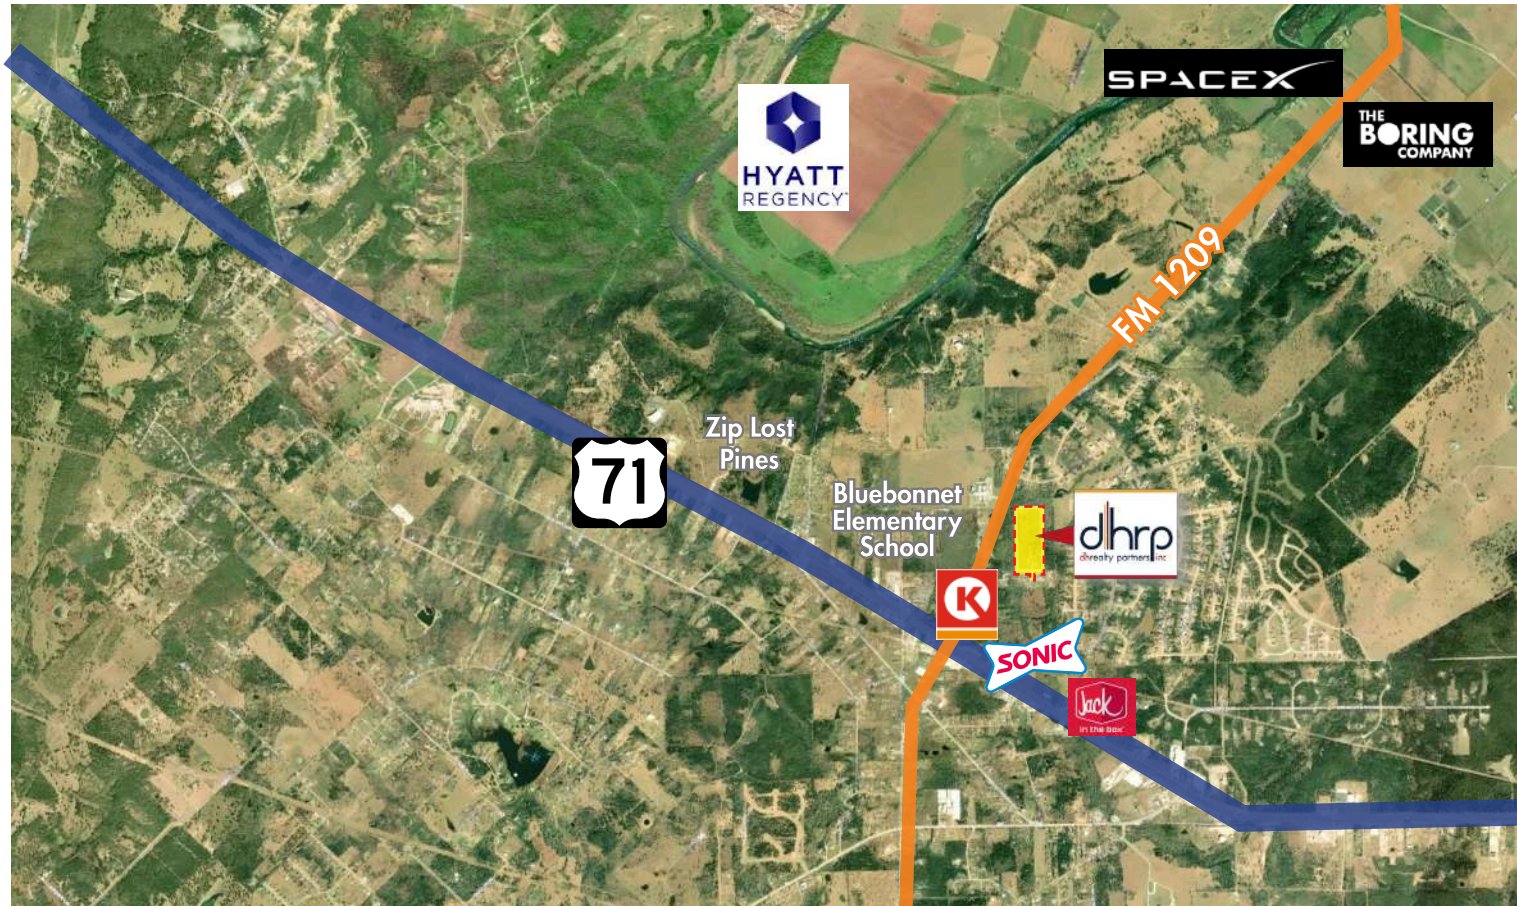 SPACEX
THE
BORING
COMPANY
HYATT
REGENCY
FM 1209
Zip Lost
Pines
71
Bluebonnet
Elementary
School
dhrp
dhrealty partners, inc
K
SONIC
Jack
in the box